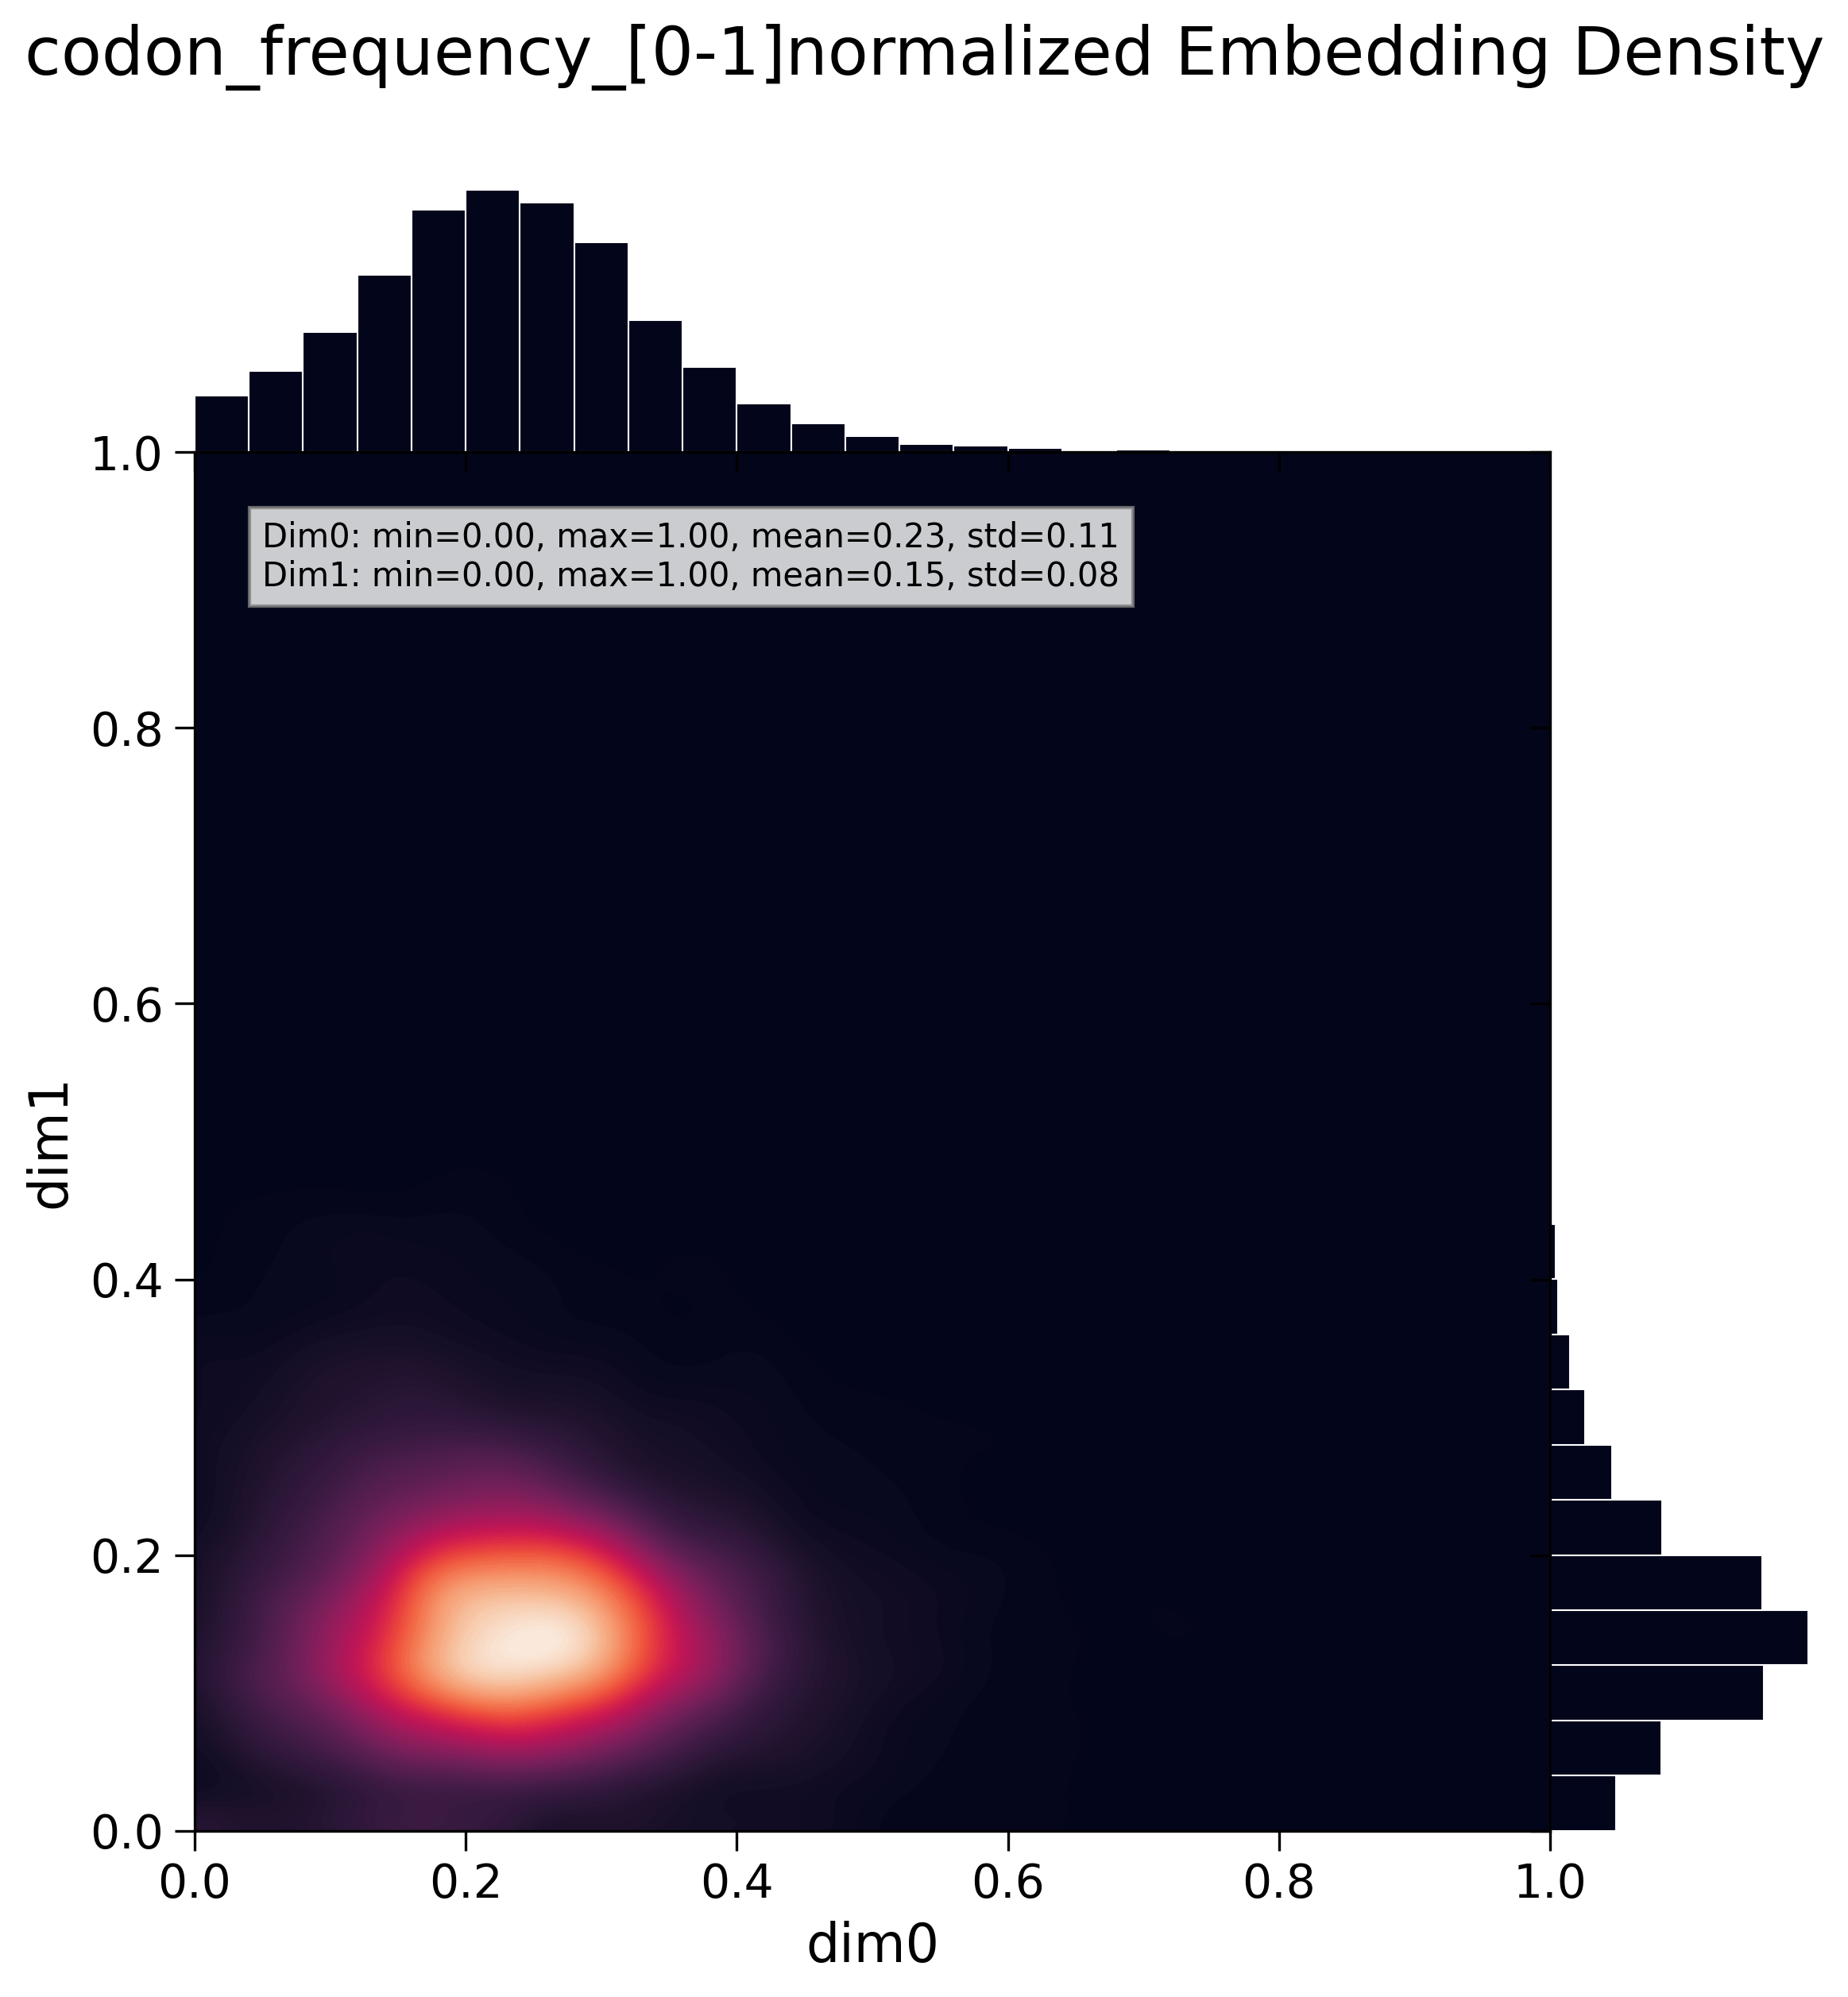 codon_frequency_[0-1]normalized Embedding Density
1.0
Dim0: min=0.00, max=1.00, mean=0.23, std=0.11
Dim1: min=0.00, max=1.00, mean=0.15, std=0.08
0.8
0.6
dim1
0.4
0.2
0.0
0.0 0.2 0.4 0.6 0.8 1.0
dim0